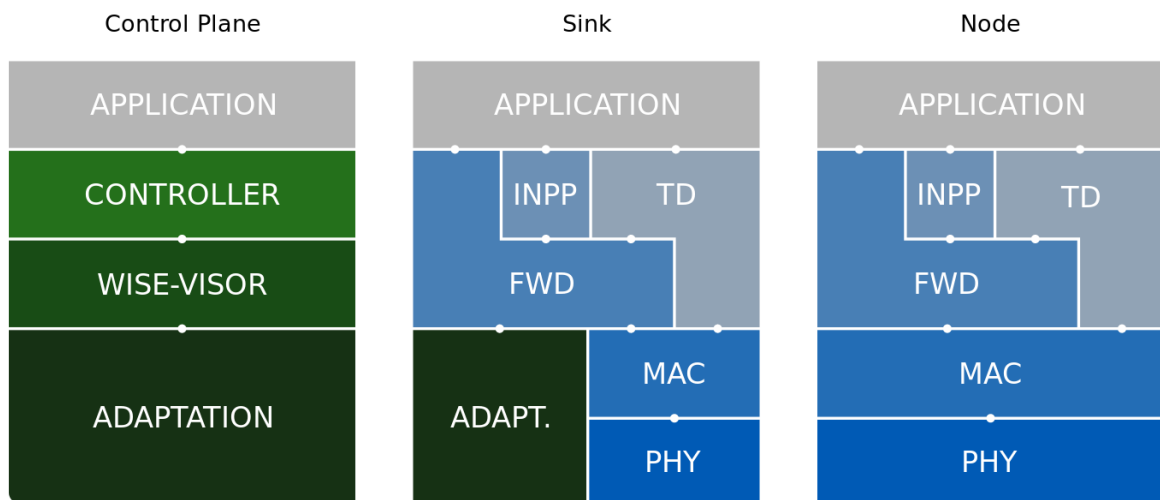 Control Plane
Sink
Node
APPLICATION
CONTROLLER
WISE-VISOR
ADAPTATION
APPLICATION
INPP
TD
FWD
MAC
ADAPT.
PHY
APPLICATION
INPP
TD
FWD
MAC
PHY